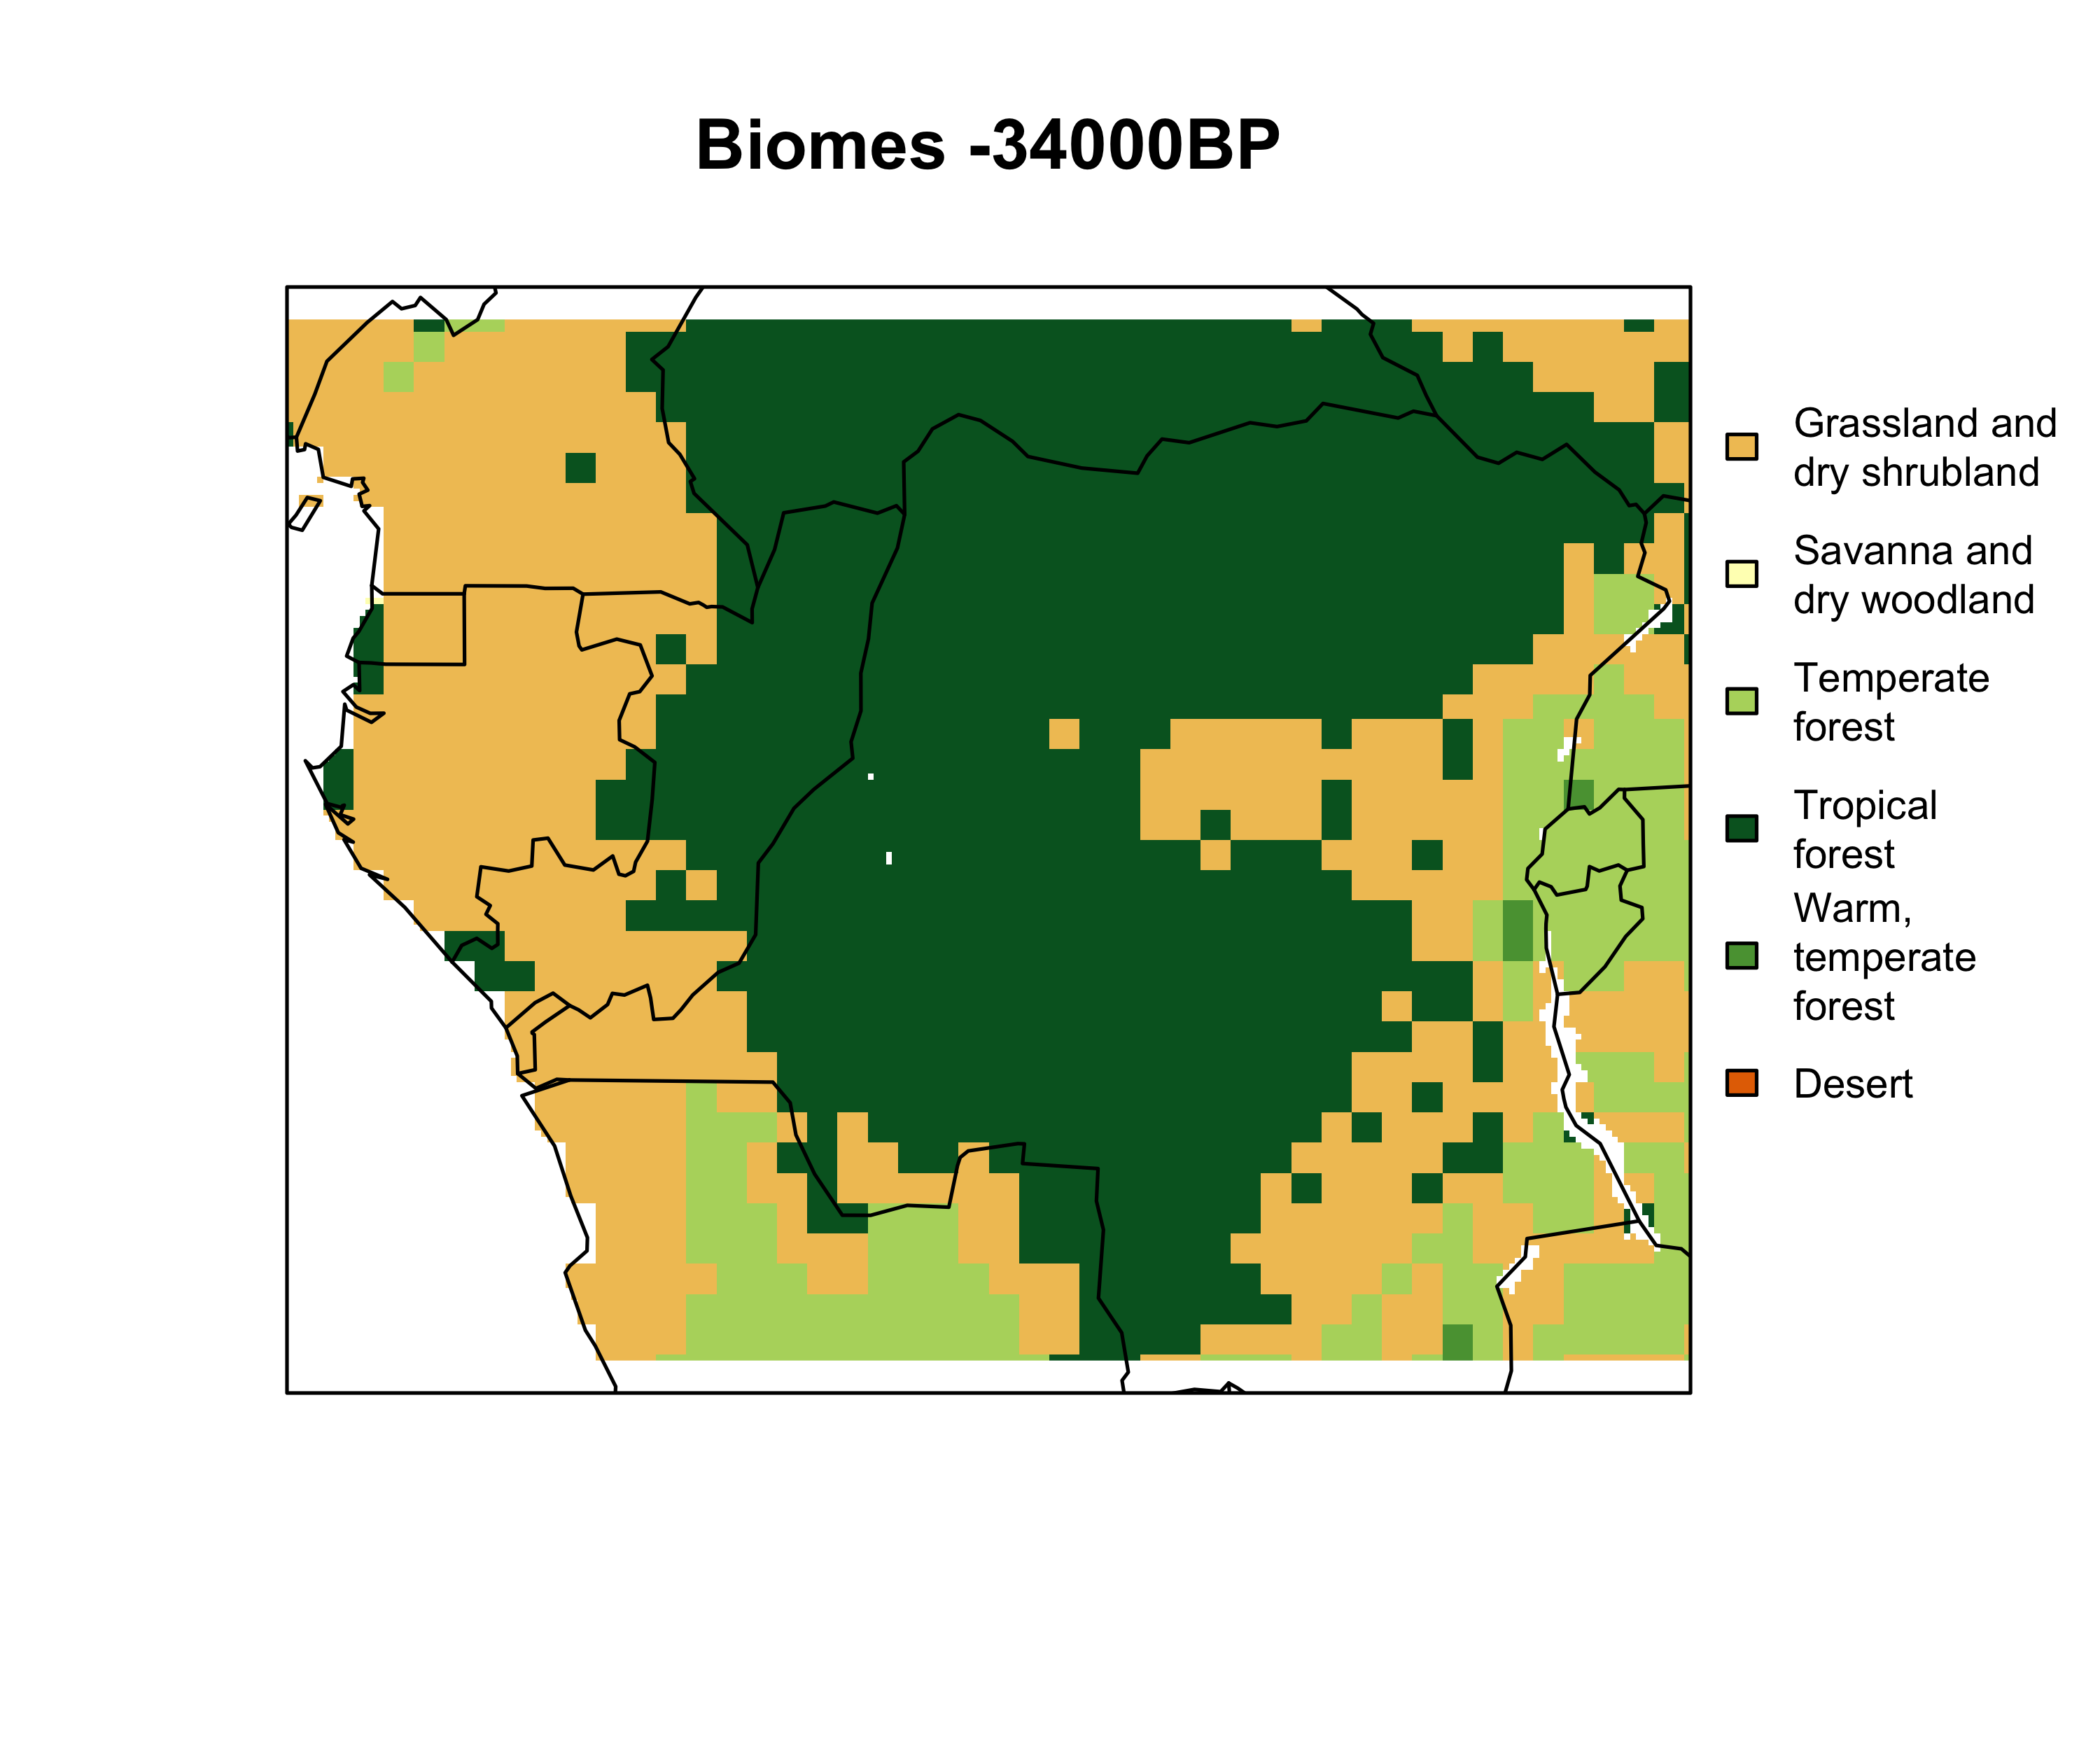 Biomes -34000BP
Grassland and
dry shrubland
Savanna and
dry woodland
Temperate
forest
Tropical
forest
Warm,
temperate
forest
Desert